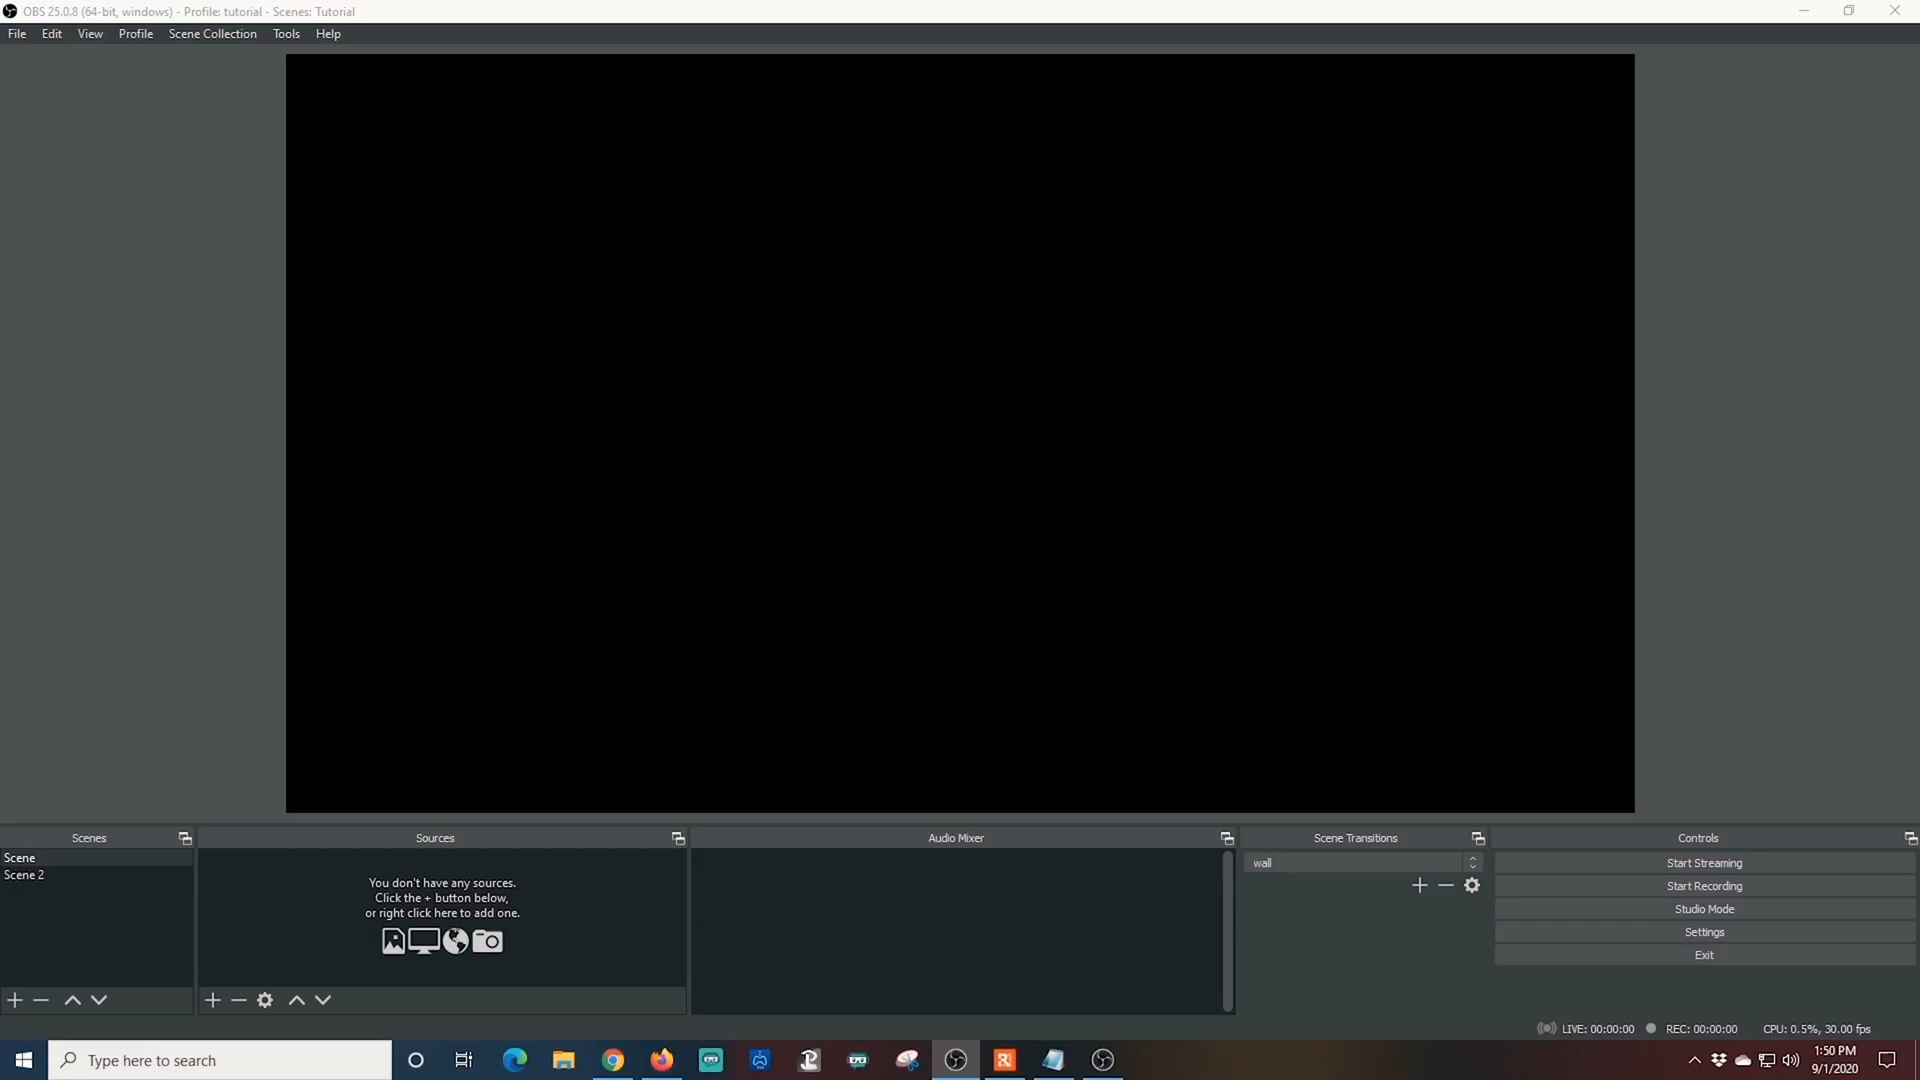 OBS 25.0.8 (64-bit, windows) - Profile: tutorial - Scenes: Tutorial
File Edit View Profile Scene Collection Tools Help
Scenes Sources Audio Mixer Scene Transitions Controls
Scene
Scene 2
You don't have any sources.
Click the + button below,
or right click here to add one.
wall
Start Streaming
Start Recording
Studio Mode
Settings
Exit
LIVE: 00:00:00 REC: 00:00:00 CPU: 0.5%, 30.00 fps
Type here to search
1:50 PM
9/1/2020